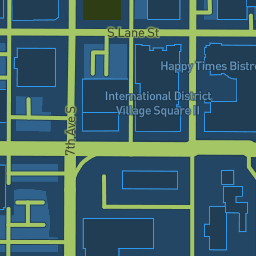 S Lane St
Happy Times Bistro
International District
Village Square II
7th Ave S